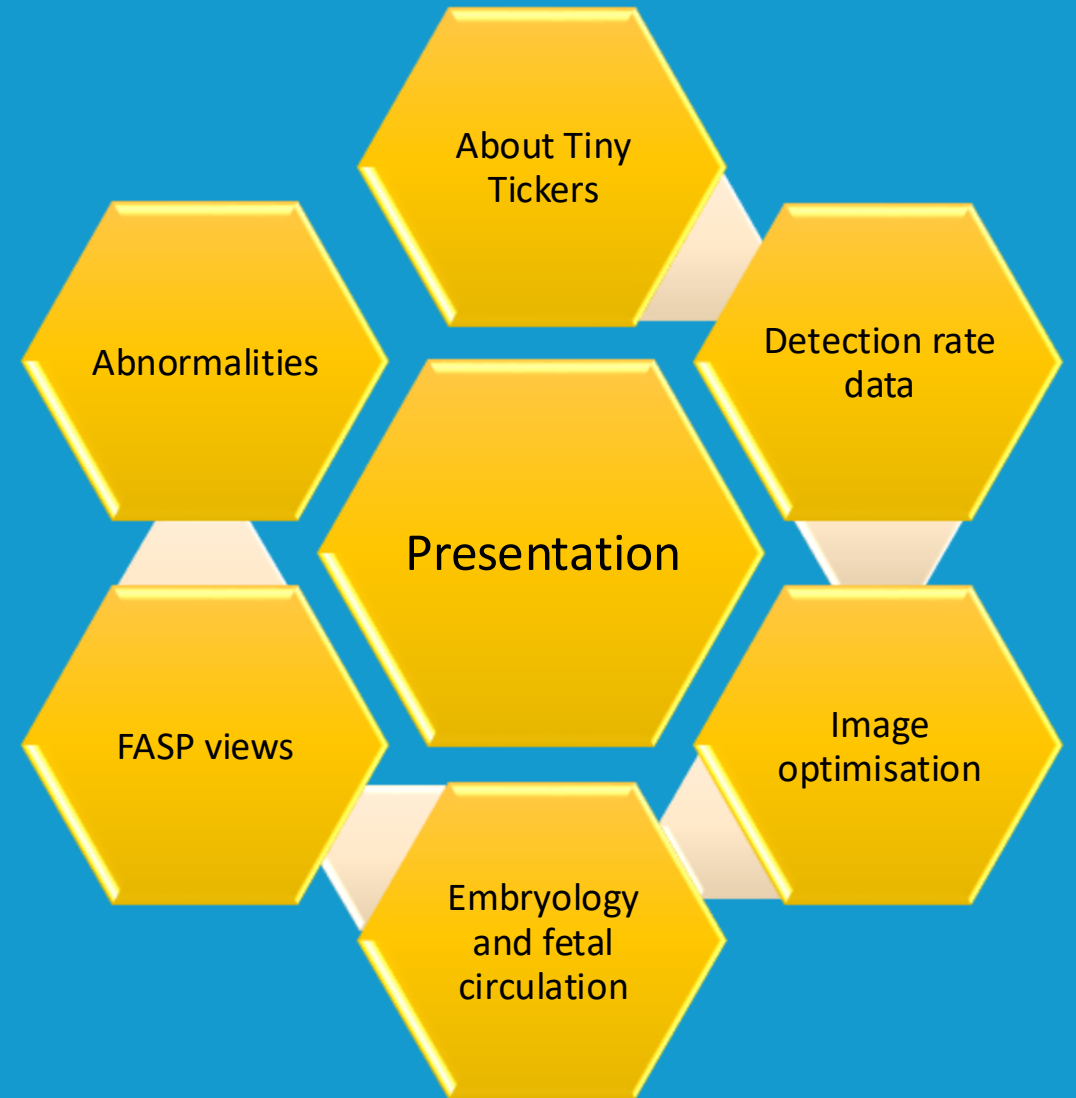 About Tiny
Tickers
Detection rate
data
Image
optimisation
Embryology
and fetal
circulation
FASP views
Abnormalities
Presentation